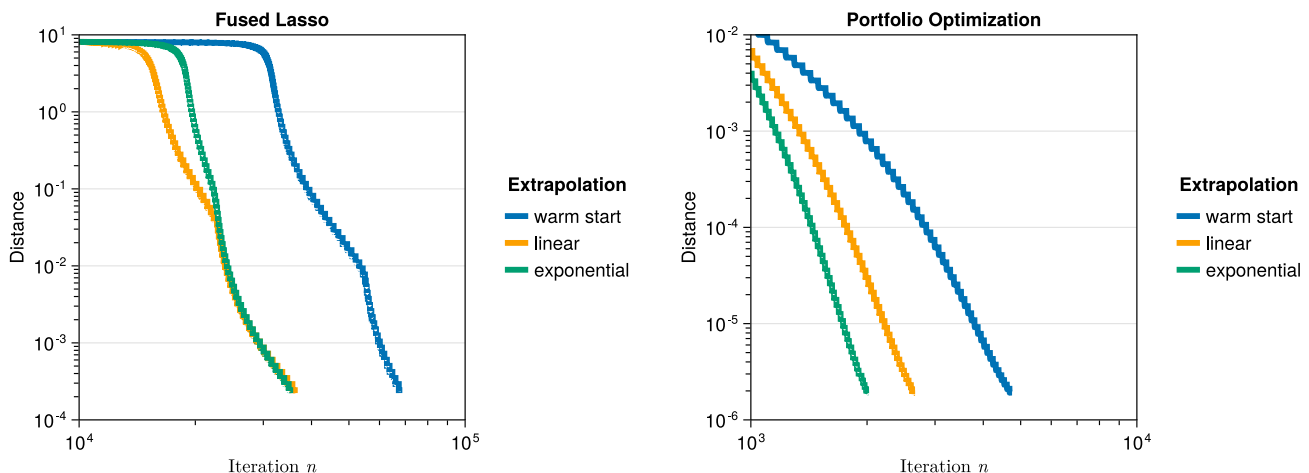 Fused Lasso
10^1
10^0
10^-1
10^-2
10^-3
10^-4
Distance
10^4
10^5
Iteration n
Extrapolation
warm start
linear
exponential
Portfolio Optimization
10^-2
10^-3
10^-4
10^-5
10^-6
Distance
10^3
10^4
Iteration n
Extrapolation
warm start
linear
exponential